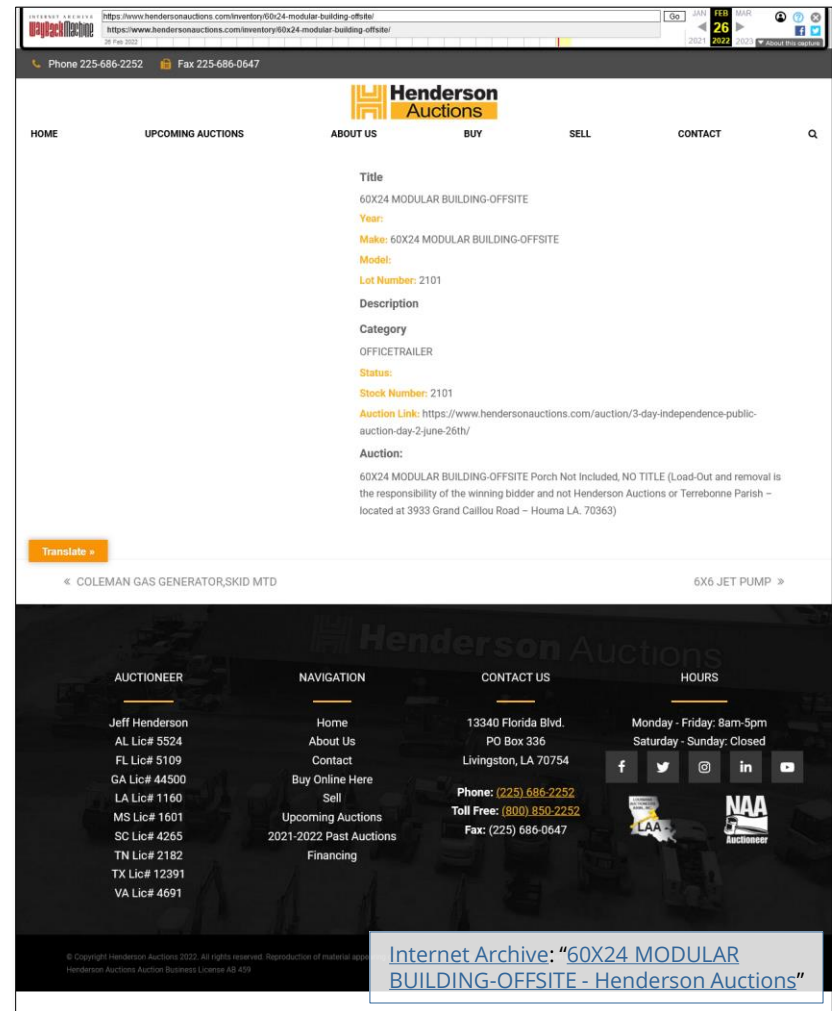 INTERNET ARCHIVE
WayBack Machine
https://www.hendersonauctions.com/inventory/60x24-modular-building-offsite/
Go
JAN FEB MAR
https://www.hendersonauctions.com/inventory/60x24-modular-building-offsite/
26
26 Feb 2022
2021 2022 2023
▼ About this capture
Phone 225-686-2252 Fax 225-686-0647
Henderson
Auctions
HOME UPCOMING AUCTIONS ABOUT US BUY SELL CONTACT
Title
60X24 MODULAR BUILDING-OFFSITE
Year:
Make: 60X24 MODULAR BUILDING-OFFSITE
Model:
Lot Number: 2101
Description
Category
OFFICETRAILER
Status:
Stock Number: 2101
Auction Link: https://www.hendersonauctions.com/auction/3-day-independence-public-
auction-day-2-june-26th/
Auction:
60X24 MODULAR BUILDING-OFFSITE Porch Not Included, NO TITLE (Load-Out and removal is
the responsibility of the winning bidder and not Henderson Auctions or Terrebonne Parish –
located at 3933 Grand Caillou Road – Houma LA. 70363)
Translate »
« COLEMAN GAS GENERATOR,SKID MTD
6X6 JET PUMP »
Henderson Auctions
AUCTIONEER
Jeff Henderson
AL Lic# 5524
FL Lic# 5109
GA Lic# 44500
LA Lic# 1160
MS Lic# 1601
SC Lic# 4265
TN Lic# 2182
TX Lic# 12391
VA Lic# 4691
NAVIGATION
Home
About Us
Contact
Buy Online Here
Sell
Upcoming Auctions
2021-2022 Past Auctions
Financing
CONTACT US
13340 Florida Blvd.
PO Box 336
Livingston, LA 70754
Phone: (225) 686-2252
Toll Free: (800) 850-2252
Fax: (225) 686-0647
HOURS
Monday - Friday: 8am-5pm
Saturday - Sunday: Closed
LAA
NAA
Auctioneer
© Copyright Henderson Auctions 2022. All rights reserved. Reproduction of material
Henderson Auctions Auction Business License AB 459
Internet Archive: “60X24 MODULAR
BUILDING-OFFSITE - Henderson Auctions”